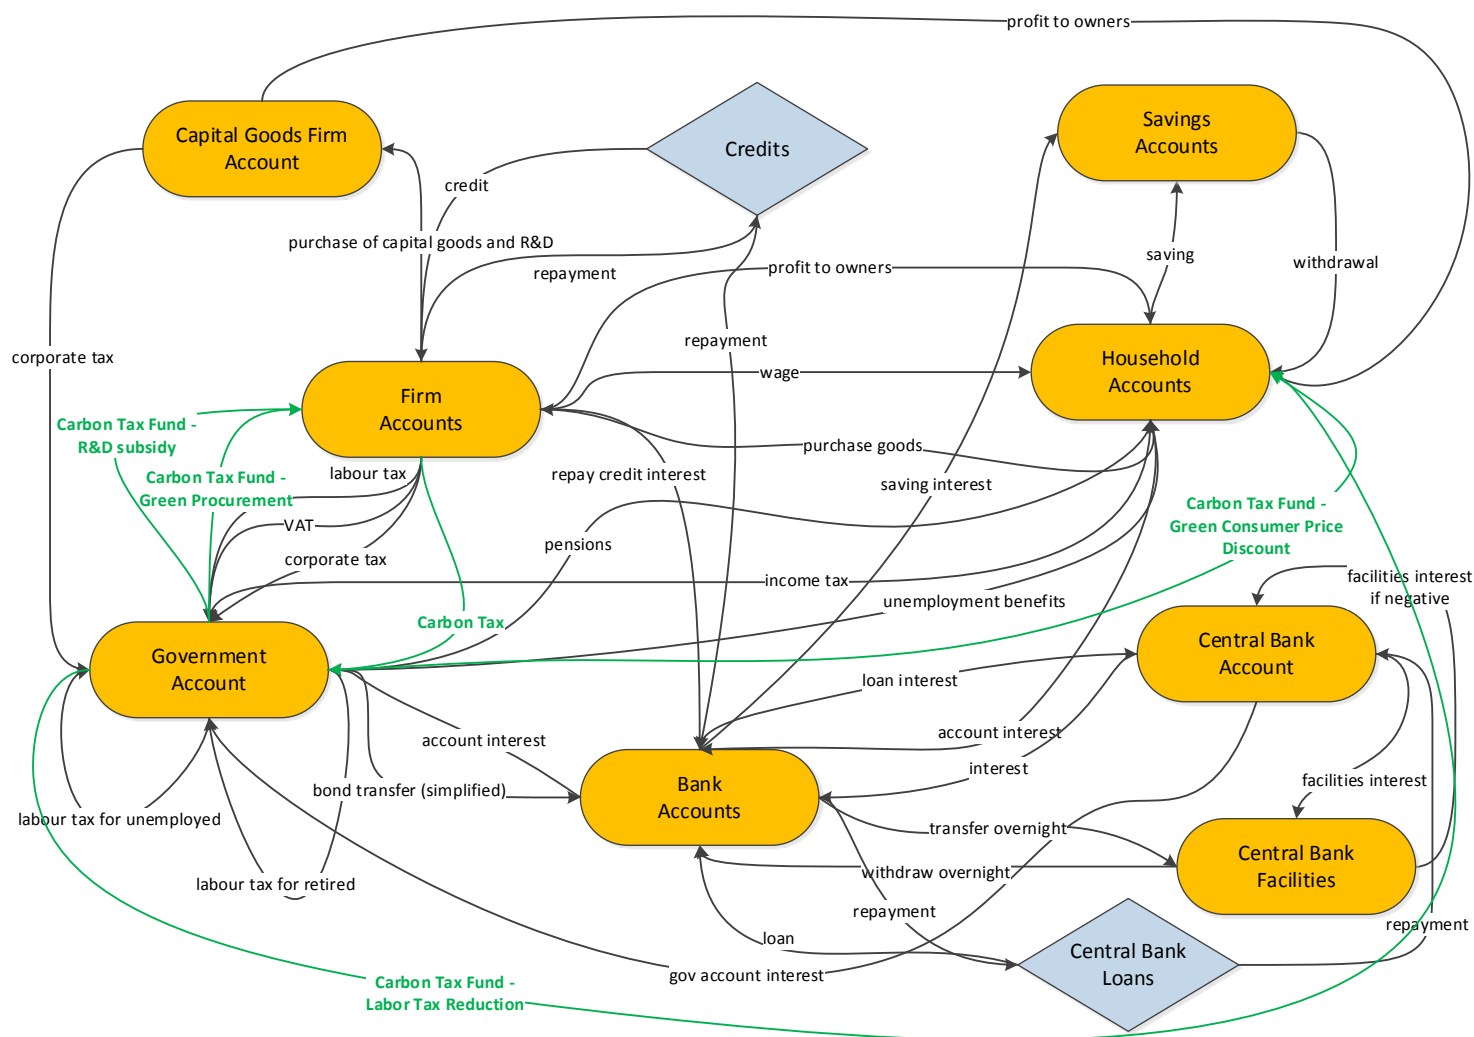 profit to owners
Capital Goods Firm
Account
Credits
Savings
Accounts
credit
purchase of capital goods and R&D
repayment
profit to owners
saving
withdrawal
corporate tax
repayment
wage
Household
Accounts
Firm
Accounts
Carbon Tax Fund -
R&D subsidy
Carbon Tax Fund -
Green Procurement
labour tax
VAT
corporate tax
repay credit interest
purchase goods
saving interest
pensions
Carbon Tax Fund -
Green Consumer Price
Discount
income tax
unemployment benefits
facilities interest
if negative
Carbon Tax
Government
Account
Central Bank
Account
loan interest
account interest
account interest
interest
bond transfer (simplified)
Bank
Accounts
facilities interest
labour tax for unemployed
transfer overnight
withdraw overnight
Central Bank
Facilities
labour tax for retired
repayment
repayment
loan
Central Bank
Loans
gov account interest
Carbon Tax Fund -
Labor Tax Reduction